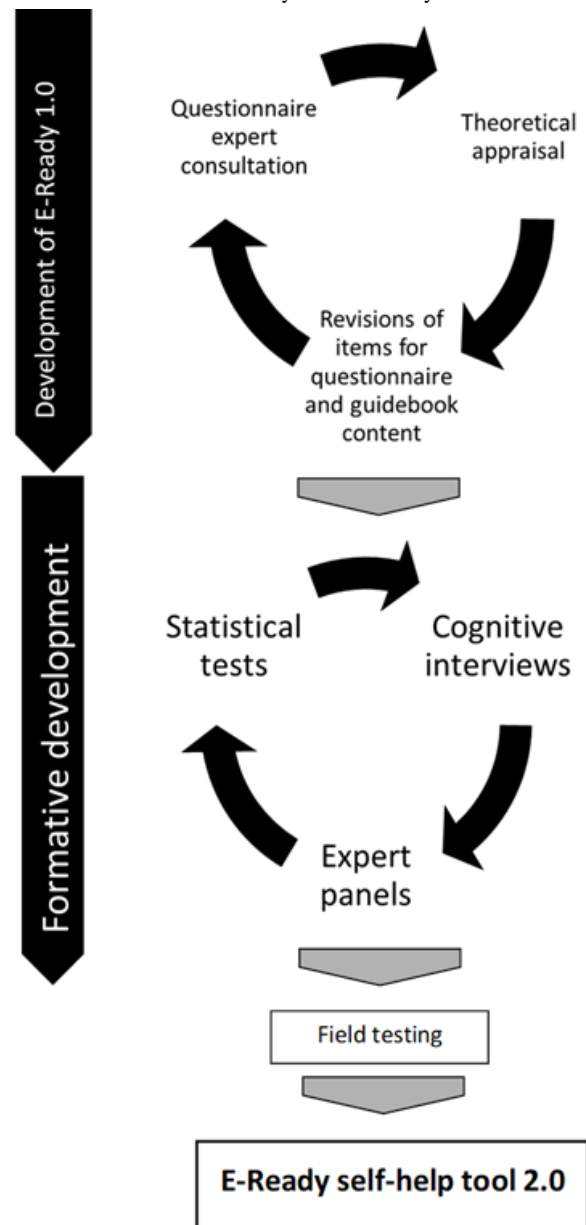 Development of E-Ready 1.0
Questionnaire
expert
consultation
Theoretical
appraisal
Revisions of
items for
questionnaire
and guidebook
content
Formative development
Statistical
tests
Cognitive
interviews
Expert
panels
Field testing
E-Ready self-help tool 2.0